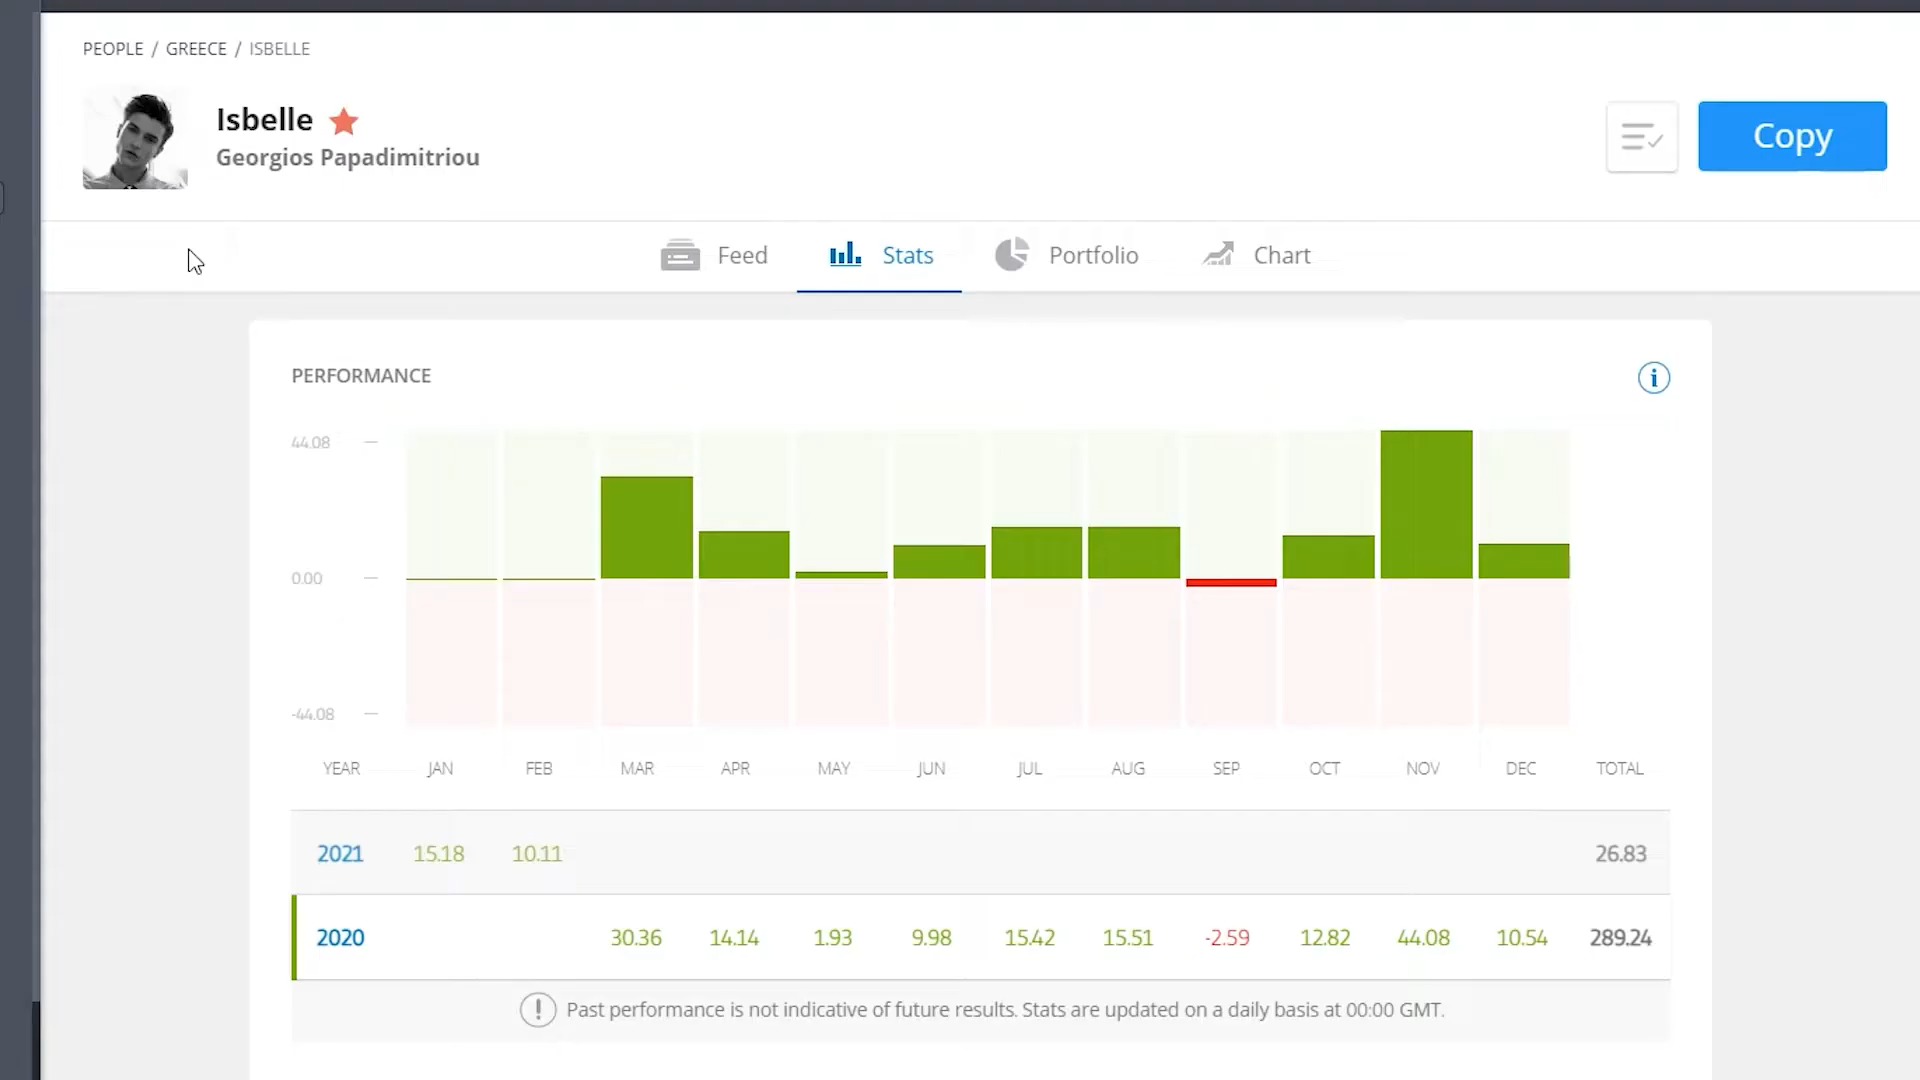 PEOPLE / GREECE / ISBELLE
Isbelle
Georgios Papadimitriou
Copy
Feed Stats Portfolio Chart
PERFORMANCE
44.08
0.00
-44.08
YEAR JAN FEB MAR APR MAY JUN JUL AUG SEP OCT NOV DEC TOTAL
2021 15.18 10.11 26.83
2020 30.36 14.14 1.93 9.98 15.42 15.51 -2.59 12.82 44.08 10.54 289.24
Past performance is not indicative of future results. Stats are updated on a daily basis at 00:00 GMT.